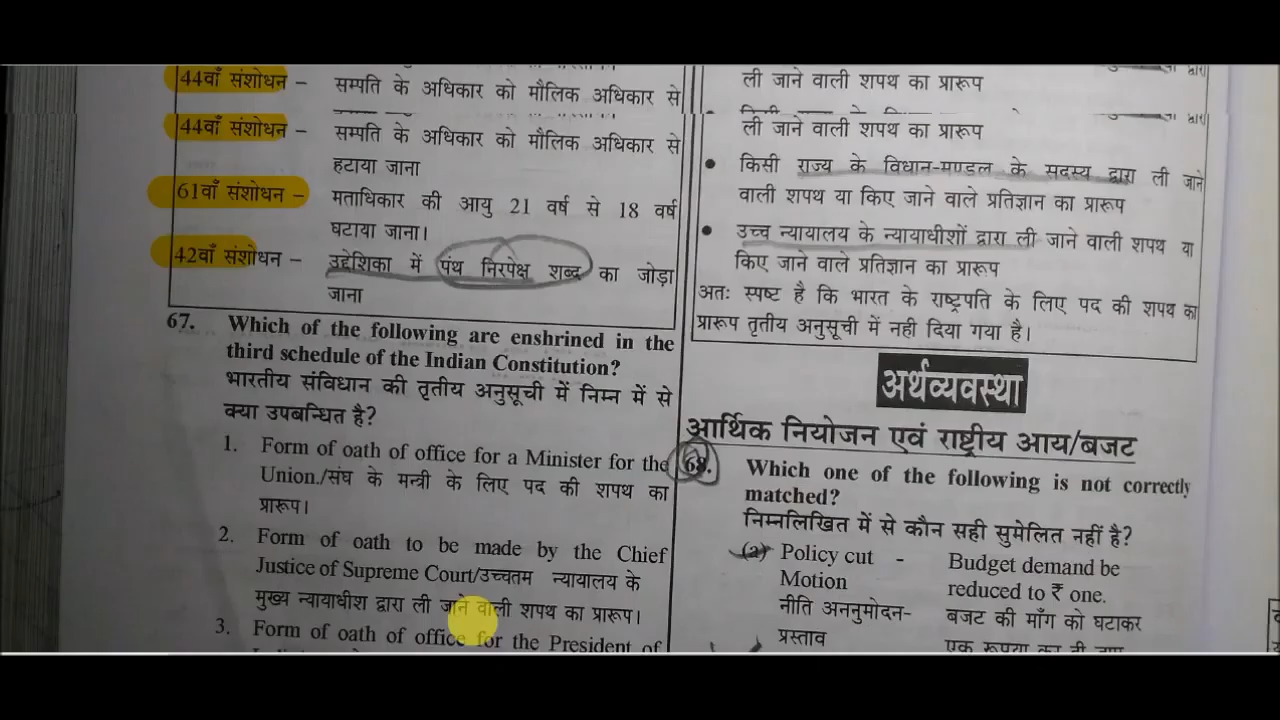 44वाँ संशोधन – सम्पति के अधिकार को मौलिक अधिकार से
44वाँ संशोधन – सम्पति के अधिकार को मौलिक अधिकार से
हटाया जाना
61वाँ संशोधन – मताधिकार की आयु 21 वर्ष से 18 वर्ष
घटाया जाना।
42वाँ संशोधन – उद्देशिका में पंथ निरपेक्ष शब्द का जोड़ा
जाना
67. Which of the following are enshrined in the
third schedule of the Indian Constitution?
भारतीय संविधान की तृतीय अनुसूची में निम्न में से
क्या उपबन्धित है?
1. Form of oath of office for a Minister for the
Union./संघ के मन्त्री के लिए पद की शपथ का
प्रारूप।
2. Form of oath to be made by the Chief
Justice of Supreme Court/उच्चतम न्यायालय के
मुख्य न्यायाधीश द्वारा ली जाने वाली शपथ का प्रारूप।
3. Form of oath of office for the President of
ली जाने वाली शपथ का प्रारूप
ली जाने वाली शपथ का प्रारूप
• किसी राज्य के विधान-मण्डल के सदस्य द्वारा ली जाने
वाली शपथ या किए जाने वाले प्रतिज्ञान का प्रारूप
• उच्च न्यायालय के न्यायाधीशों द्वारा ली जाने वाली शपथ या
किए जाने वाले प्रतिज्ञान का प्रारूप
अतः स्पष्ट है कि भारत के राष्ट्रपति के लिए पद की शपथ का
प्रारूप तृतीय अनुसूची में नही दिया गया है।
अर्थव्यवस्था
आर्थिक नियोजन एवं राष्ट्रीय आय/बजट
68. Which one of the following is not correctly
matched?
निम्नलिखित में से कौन सही सुमेलित नहीं है?
(a) Policy cut - Budget demand be
Motion reduced to ₹ one.
नीति अननुमोदन- बजट की माँग को घटाकर
प्रस्ताव